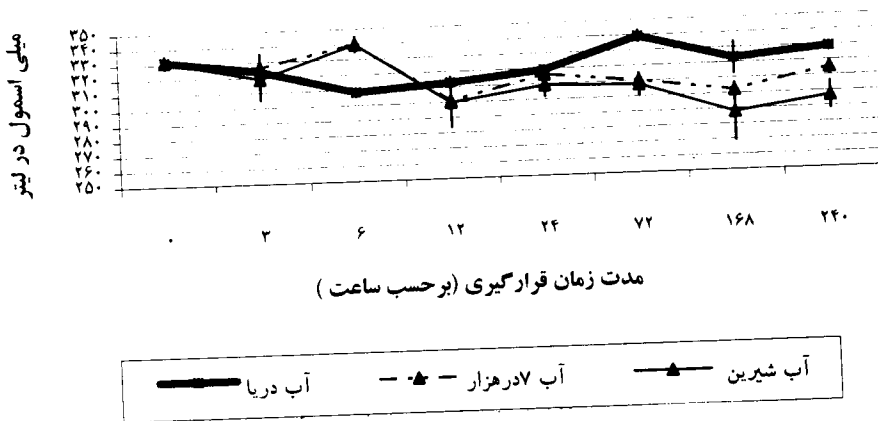 میلی اسمول در لیتر
۳۵۰
۳۴۰
۳۳۰
۳۲۰
۳۱۰
۳۰۰
۲۹۰
۲۸۰
۲۷۰
۲۶۰
۲۵۰
۰ ۳ ۶ ۱۲ ۲۴ ۷۲ ۱۶۸ ۲۴۰
مدت زمان قرارگیری (برحسب ساعت )
آب شیرین آب ۷درهزار آب دریا